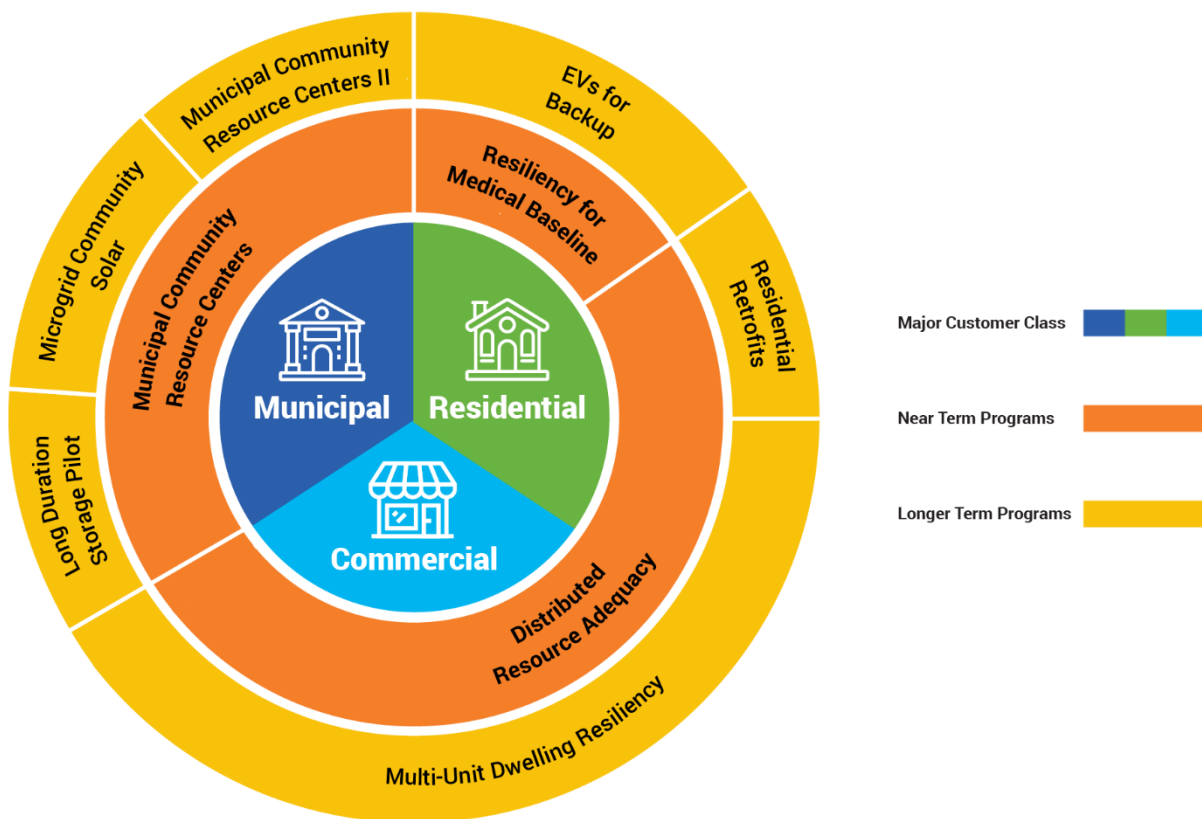 Municipal Community
Resource Centers II
EVs for
Backup
Microgrid Community
Solar
Municipal Community
Resource Centers
Resiliency for
Medical Baseline
Residential
Retrofits
Long Duration
Storage Pilot
Municipal
Residential
Commercial
Distributed
Resource Adequacy
Multi-Unit Dwelling Resiliency
Major Customer Class
Near Term Programs
Longer Term Programs